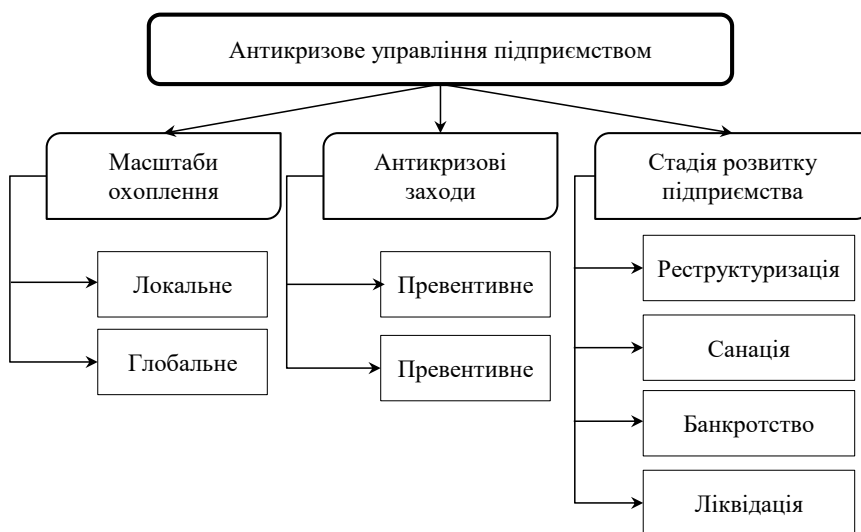 Антикризове управління підприємством
Масштаби
охоплення
Антикризові
заходи
Стадія розвитку
підприємства
Локальне
Глобальне
Превентивне
Превентивне
Реструктуризація
Санація
Банкротство
Ліквідація